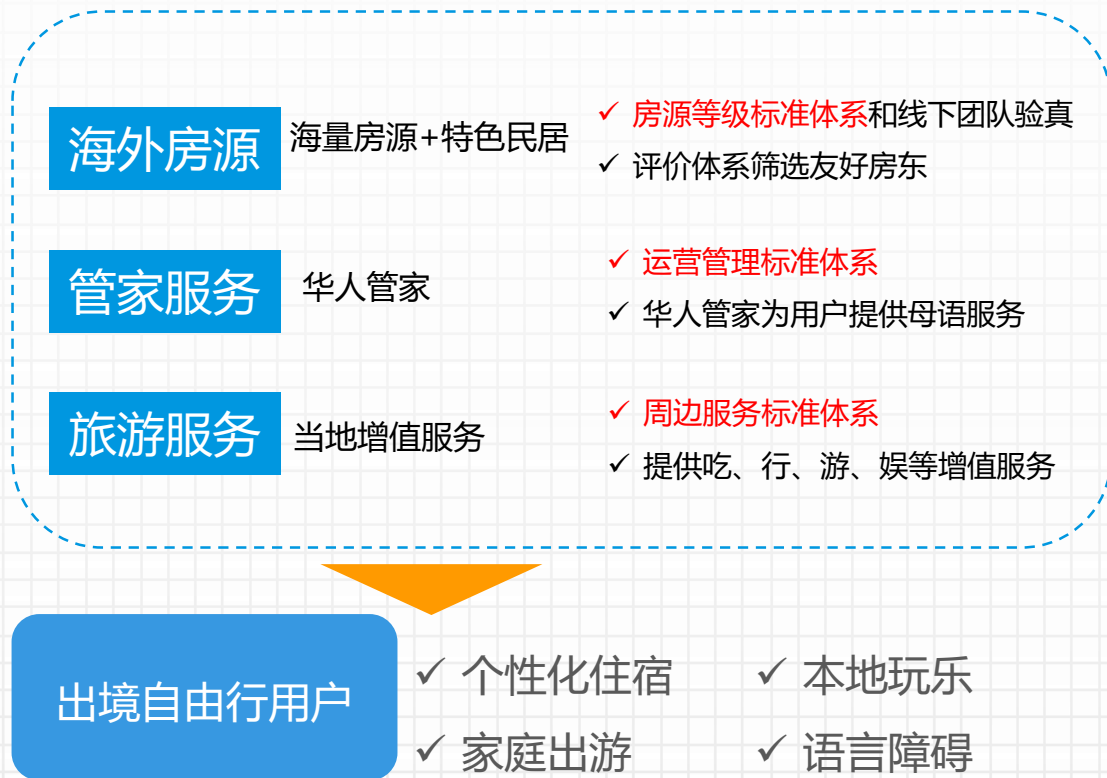 海外房源
海量房源+特色民居
✓ 房源等级标准体系和线下团队验真
✓ 评价体系筛选友好房东
管家服务
华人管家
✓ 运营管理标准体系
✓ 华人管家为用户提供母语服务
旅游服务
当地增值服务
✓ 周边服务标准体系
✓ 提供吃、行、游、娱等增值服务
出境自由行用户
✓ 个性化住宿
✓ 本地玩乐
✓ 家庭出游
✓ 语言障碍